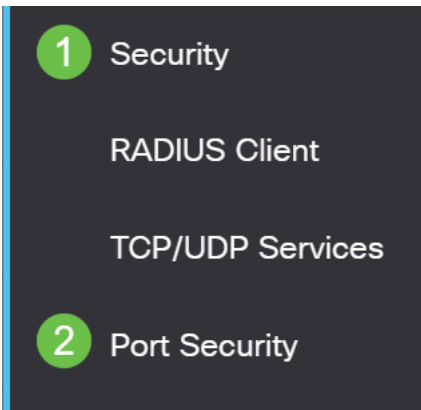 1 Security
RADIUS Client
TCP/UDP Services
2 Port Security